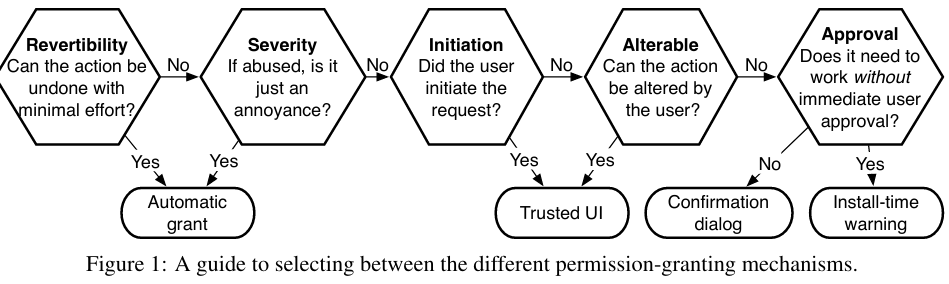 Revertibility
Can the action be
undone with
minimal effort?
No
Severity
If abused, is it
just an
annoyance?
No
Initiation
Did the user
initiate the
request?
No
Alterable
Can the action
be altered by
the user?
No
Approval
Does it need to
work without
immediate user
approval?
Yes
Yes
Yes
Yes
No
Yes
Automatic
grant
Trusted UI
Confirmation
dialog
Install-time
warning
Figure 1: A guide to selecting between the different permission-granting mechanisms.